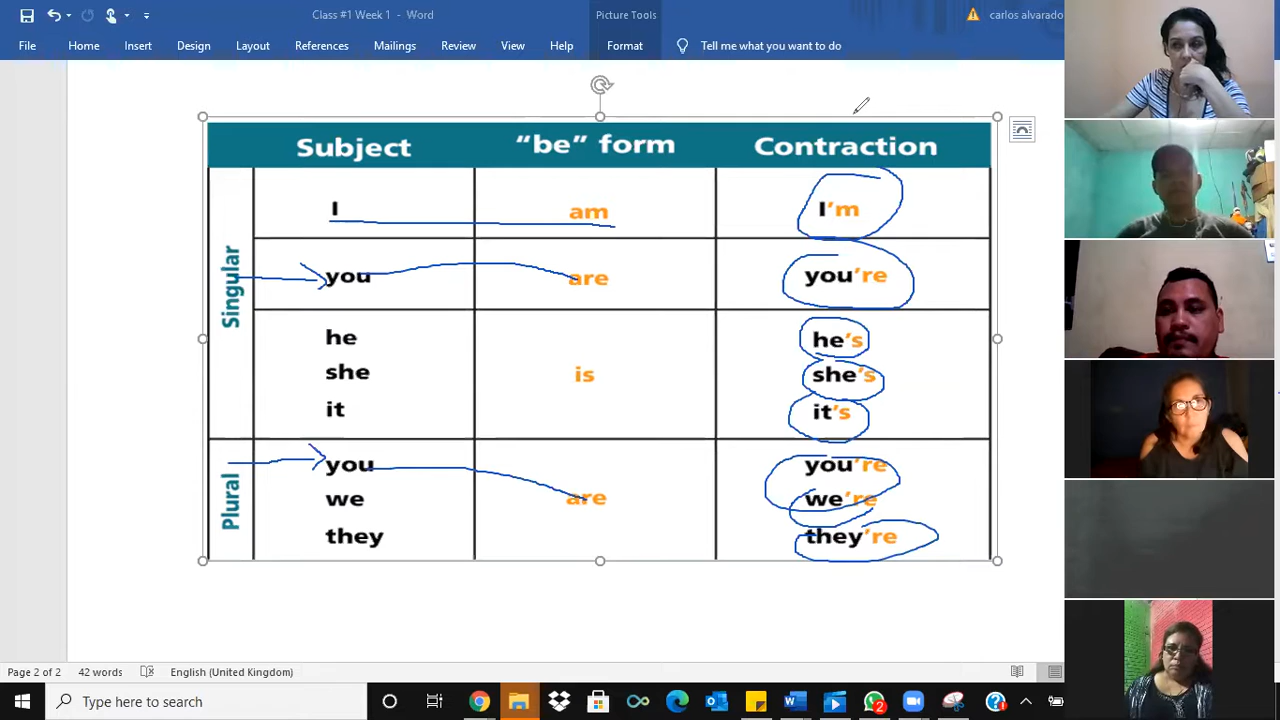 Class #1 Week 1 - Word
Picture Tools
carlos alvarado
File
Home
Insert
Design
Layout
References
Mailings
Review
View
Help
Format
Tell me what you want to do
Subject
“be” form
Contraction
Singular
I
am
I’m
you
are
you’re
he
she
it
is
he’s
she’s
it’s
Plural
you
we
they
are
you’re
we’re
they’re
Page 2 of 2
42 words
English (United Kingdom)
Type here to search
2